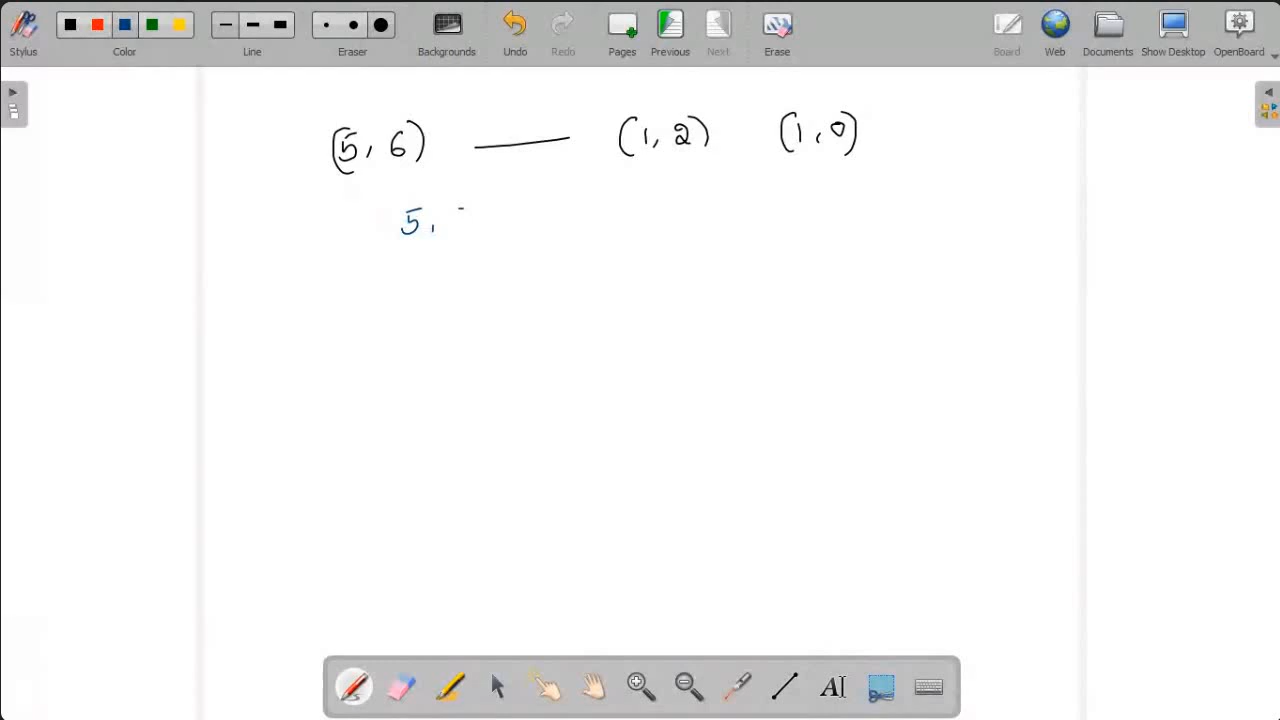 Stylus Color Line Eraser Backgrounds Undo Redo Pages Previous Next Erase Board Web Documents Show Desktop OpenBoard
(5, 6) — (1, 2) (1, 0)
5,
AI